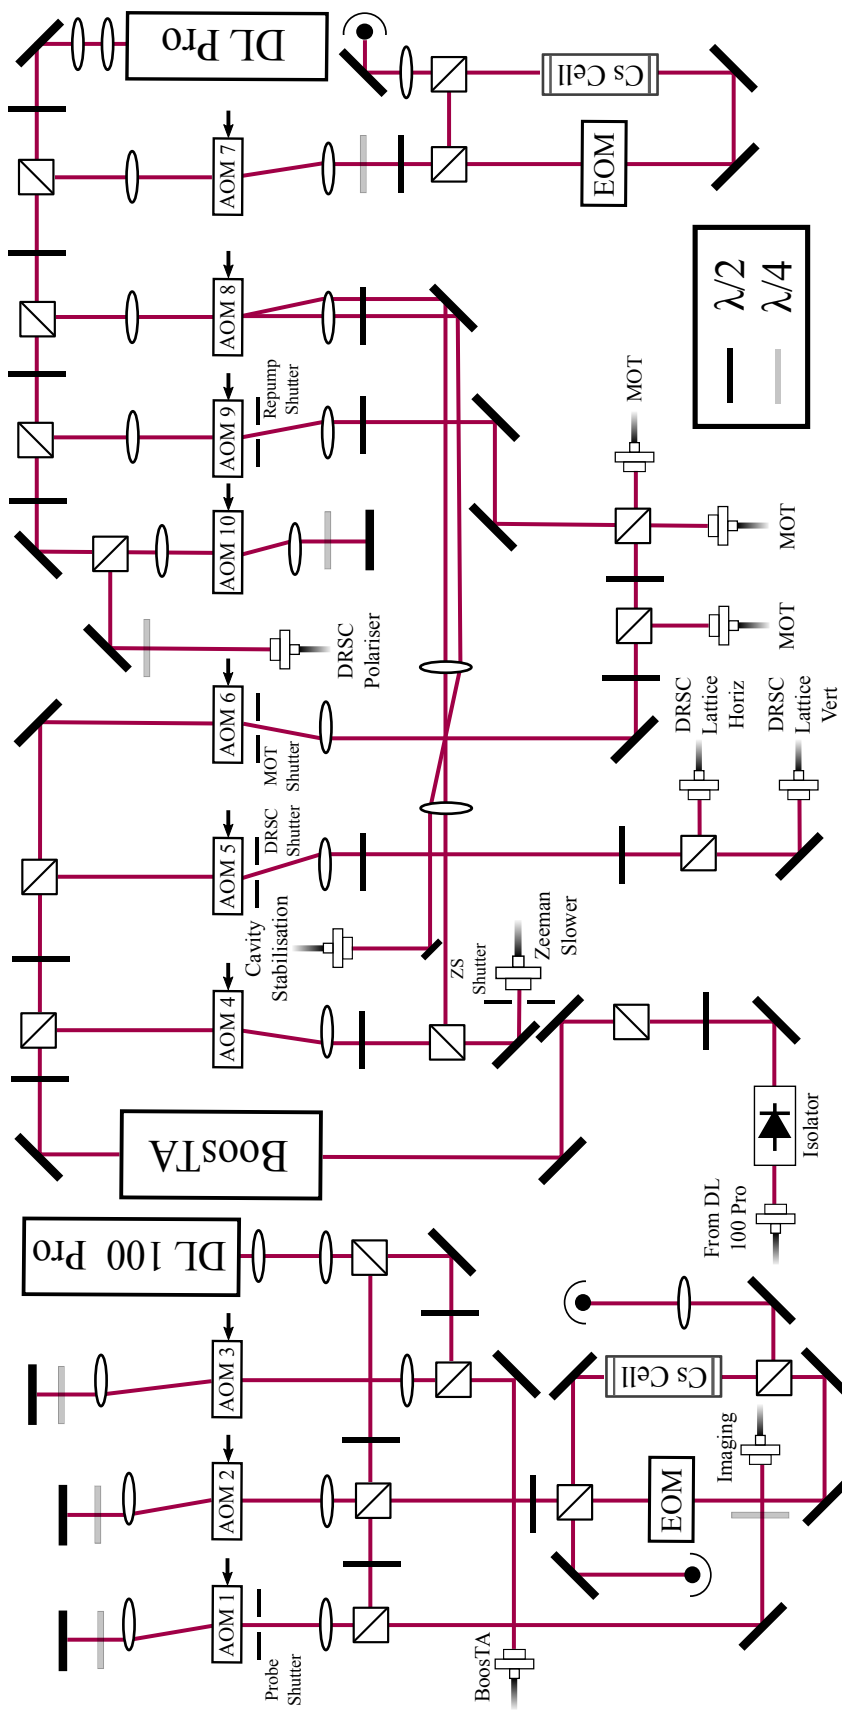 DL Pro
Cs Cell
EOM
AOM 7
AOM 8
AOM 9
Repump
Shutter
AOM 10
DRSC
Polariser
λ/2
λ/4
MOT
MOT
MOT
AOM 6
MOT
Shutter
DRSC
Lattice
Horiz
DRSC
Lattice
Vert
AOM 5
DRSC
Shutter
Cavity
Stabilisation
ZS
Shutter
Zeeman
Slower
AOM 4
BoosTA
Isolator
From DL
100 Pro
DL 100 Pro
AOM 3
AOM 2
AOM 1
Probe
Shutter
BoosTA
Cs Cell
Imaging
EOM